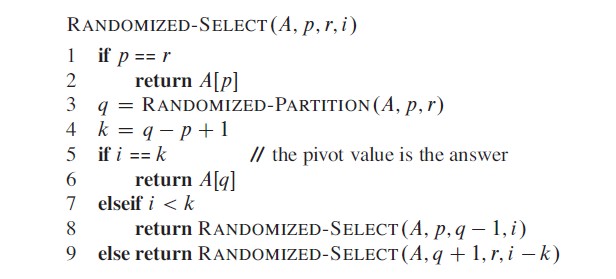 RANDOMIZED-SELECT(A, p, r, i)
1 if p == r
2 return A[p]
3 q = RANDOMIZED-PARTITION(A, p, r)
4 k = q − p + 1
5 if i == k // the pivot value is the answer
6 return A[q]
7 elseif i < k
8 return RANDOMIZED-SELECT(A, p, q − 1, i)
9 else return RANDOMIZED-SELECT(A, q + 1, r, i − k)